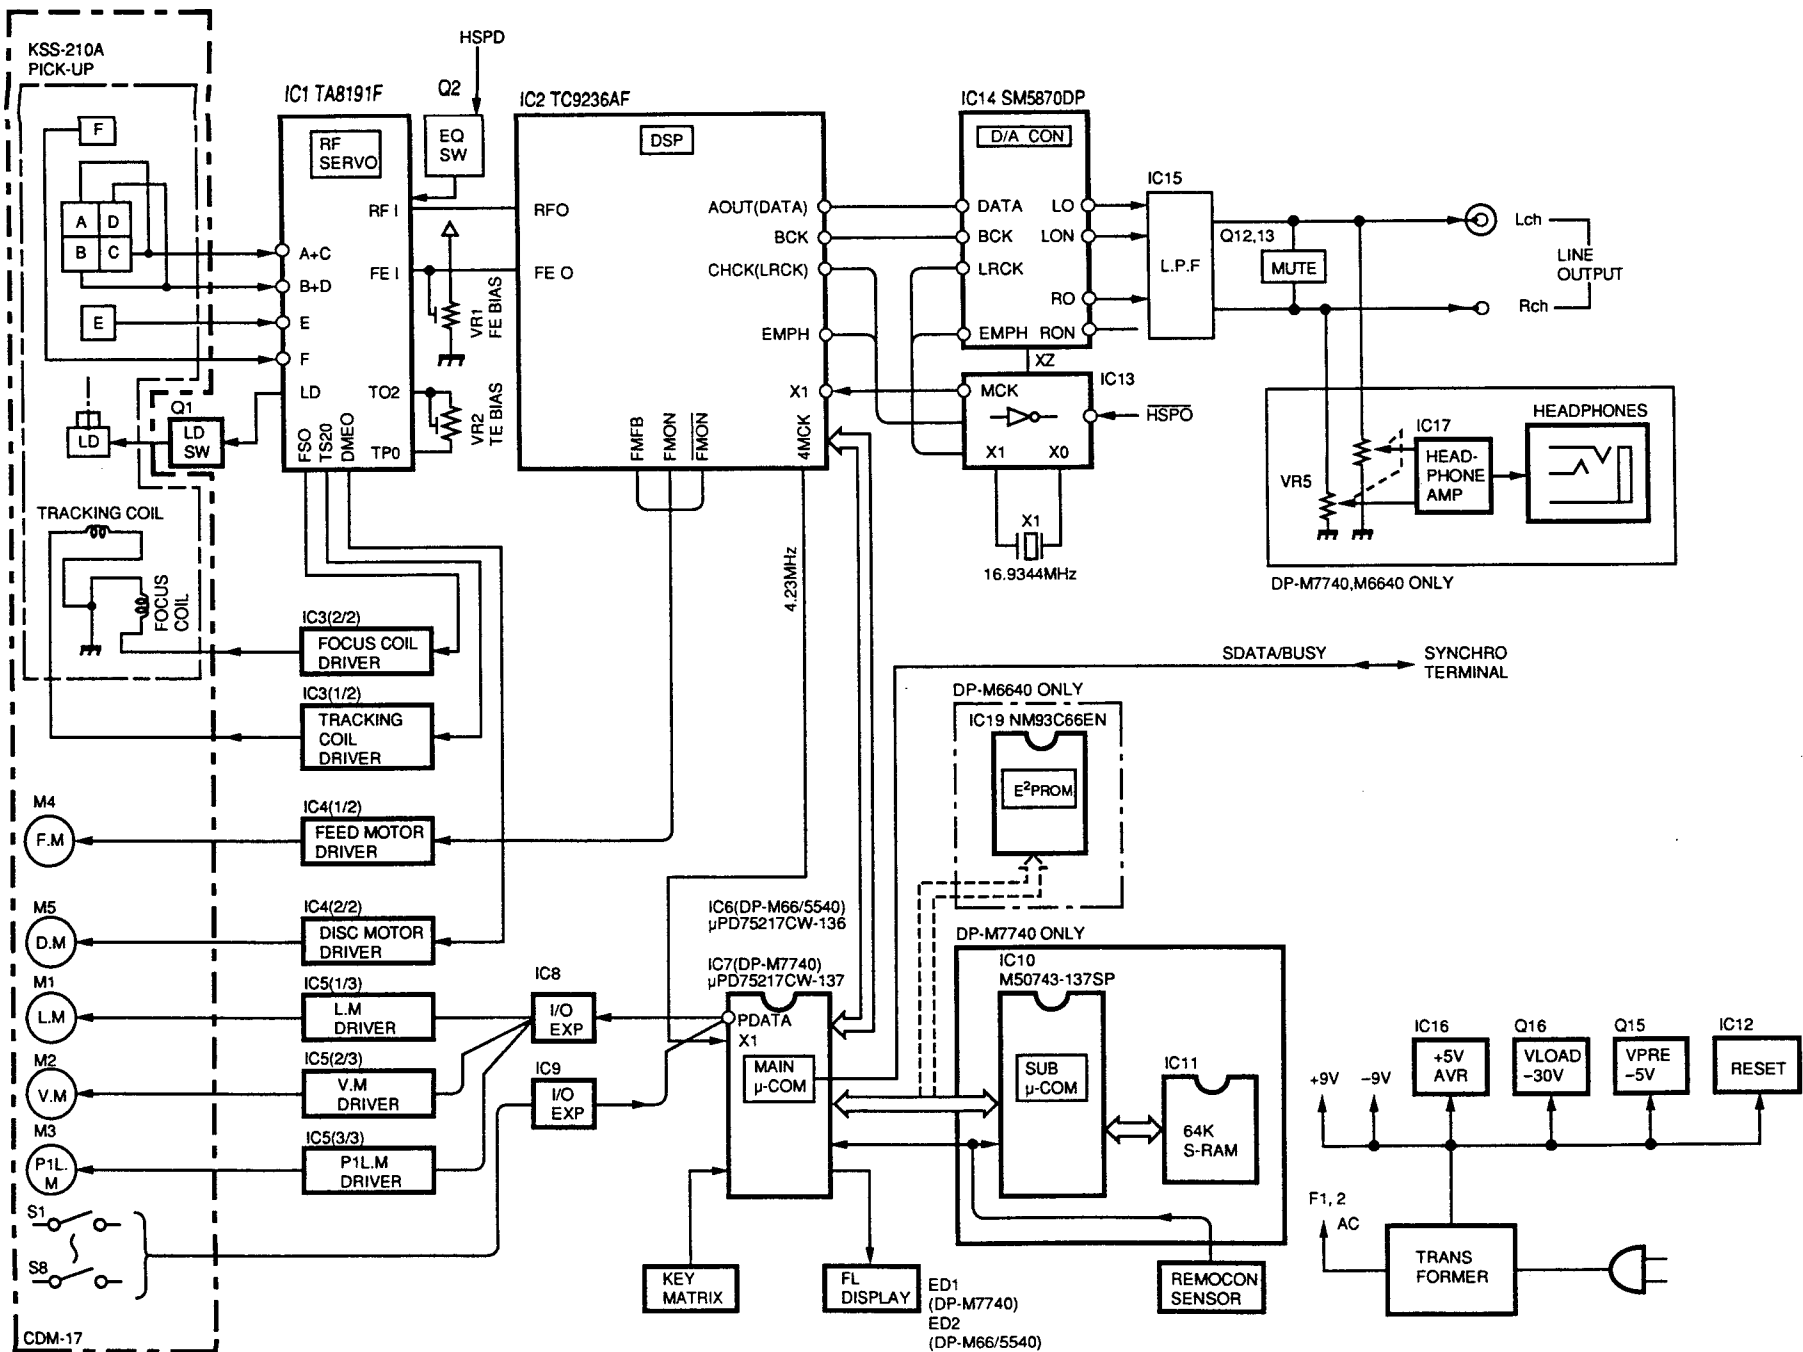 KSS-210A
PICK-UP
F
A D
B C
E
LD
Q1
LD
SW
TRACKING COIL
FOCUS
COIL
IC1 TA8191F
RF
SERVO
RF I
A+C
FE I
B+D
E
F
LD
TO2
FSO
TS20
DMEO
TP0
HSPD
Q2
EQ
SW
VR1
FE BIAS
VR2
TE BIAS
IC2 TC9236AF
DSP
RFO
FE O
AOUT(DATA)
BCK
CHCK(LRCK)
EMPH
X1
FMFB
FMON
FMON
4MCK
4.23MHz
IC14 SM5870DP
D/A CON
DATA
LO
BCK
LON
LRCK
RO
EMPH
RON
XZ
IC13
MCK
HSPO
X1
X0
X1
16.9344MHz
IC15
L.P.F
Q12,13
MUTE
Lch
LINE
OUTPUT
Rch
VR5
IC17
HEAD-
PHONE
AMP
HEADPHONES
DP-M7740,M6640 ONLY
SDATA/BUSY
SYNCHRO
TERMINAL
IC3(2/2)
FOCUS COIL
DRIVER
IC3(1/2)
TRACKING
COIL
DRIVER
M4
F.M
IC4(1/2)
FEED MOTOR
DRIVER
M5
D.M
IC4(2/2)
DISC MOTOR
DRIVER
M1
L.M
IC5(1/3)
L.M
DRIVER
M2
V.M
IC5(2/3)
V.M
DRIVER
M3
P1L.
M
IC5(3/3)
P1L.M
DRIVER
S1
S8
CDM-17
IC8
I/O
EXP
IC9
I/O
EXP
IC6(DP-M66/5540)
μPD75217CW-136
IC7(DP-M7740)
μPD75217CW-137
PDATA
X1
MAIN
μ-COM
KEY
MATRIX
FL
DISPLAY
ED1
(DP-M7740)
ED2
(DP-M66/5540)
DP-M6640 ONLY
IC19 NM93C66EN
E²PROM
DP-M7740 ONLY
IC10
M50743-137SP
SUB
μ-COM
IC11
64K
S-RAM
REMOCON
SENSOR
+9V
-9V
IC16
+5V
AVR
Q16
VLOAD
-30V
Q15
VPRE
-5V
IC12
RESET
F1, 2
AC
TRANS
FORMER